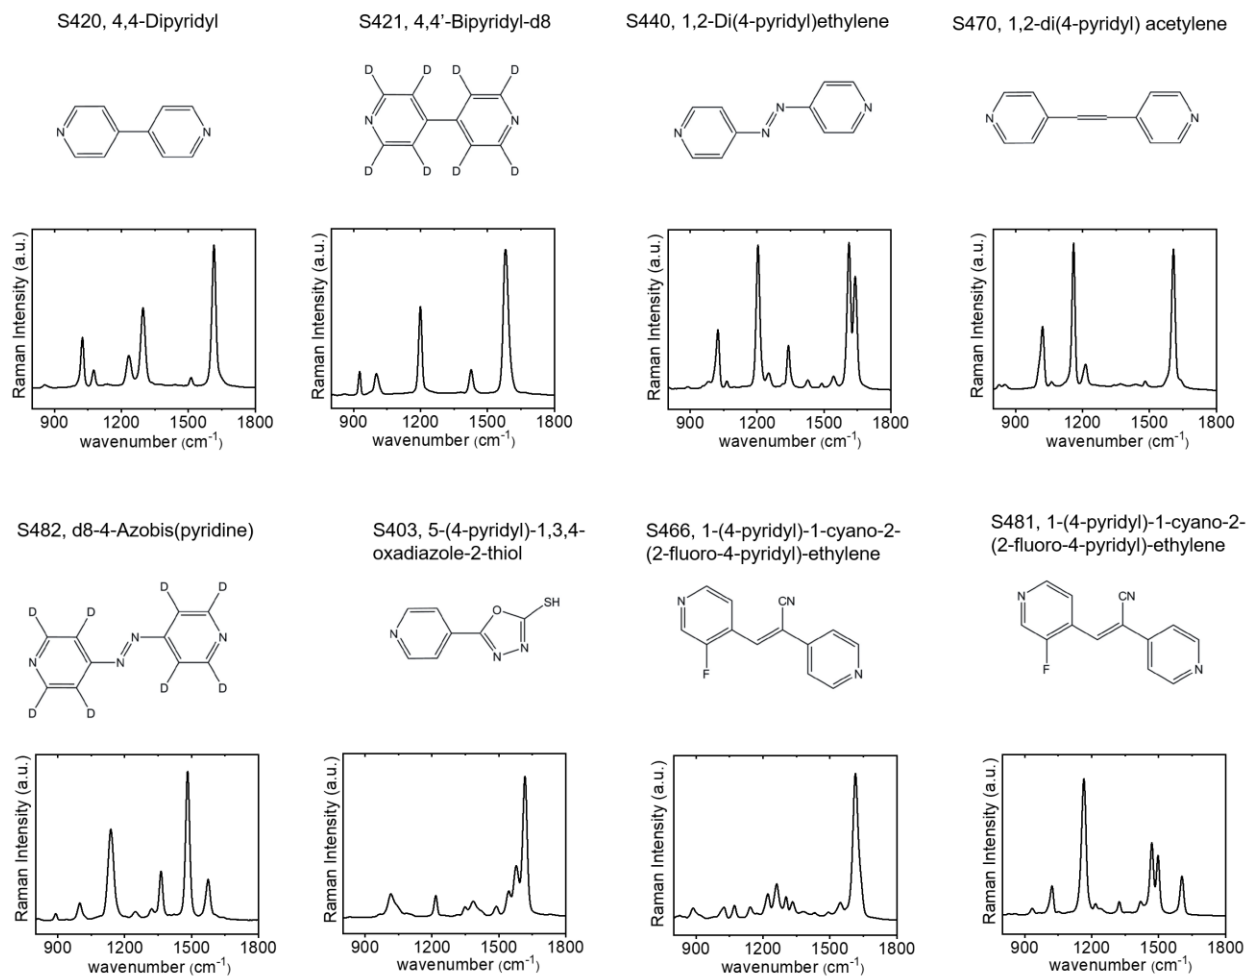 S420, 4,4-Dipyridyl
N
N
Raman Intensity (a.u.)
900 1200 1500 1800
wavenumber (cm⁻¹)
S421, 4,4'-Bipyridyl-d8
D D D D
N
N
D D D D
Raman Intensity (a.u.)
900 1200 1500 1800
wavenumber (cm⁻¹)
S440, 1,2-Di(4-pyridyl)ethylene
N
N
N
N
Raman Intensity (a.u.)
900 1200 1500 1800
wavenumber (cm⁻¹)
S470, 1,2-di(4-pyridyl) acetylene
N
N
Raman Intensity (a.u.)
900 1200 1500 1800
wavenumber (cm⁻¹)
S482, d8-4-Azobis(pyridine)
D D
D D
N
N
N
N
D D
D D
Raman Intensity (a.u.)
900 1200 1500 1800
wavenumber (cm⁻¹)
S403, 5-(4-pyridyl)-1,3,4-
oxadiazole-2-thiol
SH
O
N
N N
Raman Intensity (a.u.)
900 1200 1500 1800
wavenumber (cm⁻¹)
S466, 1-(4-pyridyl)-1-cyano-2-
(2-fluoro-4-pyridyl)-ethylene
N
CN
F
N
Raman Intensity (a.u.)
900 1200 1500 1800
wavenumber (cm⁻¹)
S481, 1-(4-pyridyl)-1-cyano-2-
(2-fluoro-4-pyridyl)-ethylene
N
CN
F
N
Raman Intensity (a.u.)
900 1200 1500 1800
wavenumber (cm⁻¹)